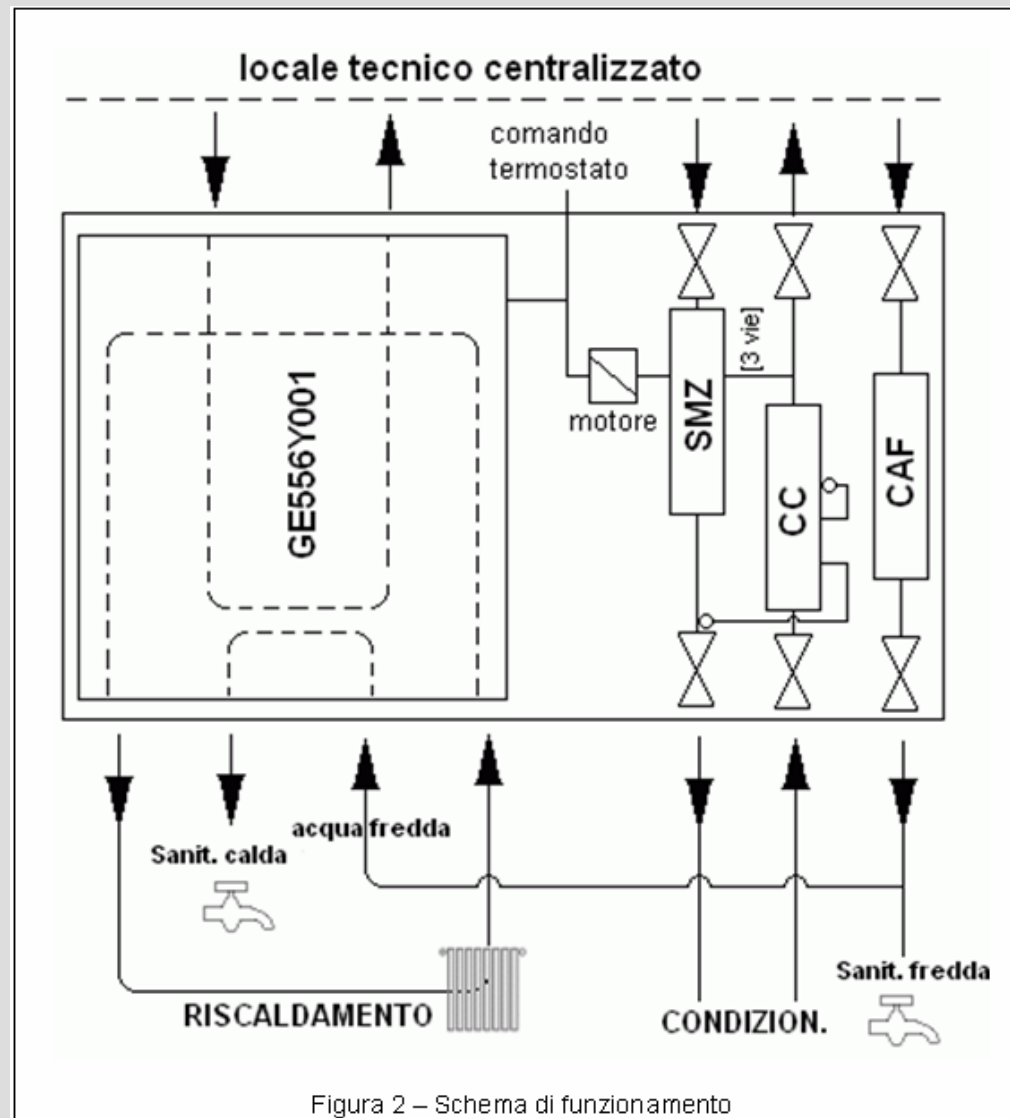 locale tecnico centralizzato
comando
termostato
GE556Y001
motore
SMZ
[3 vie]
CC
CAF
acqua fredda
Sanit. calda
RISCALDAMENTO
CONDIZION.
Sanit. fredda
Figura 2 – Schema di funzionamento